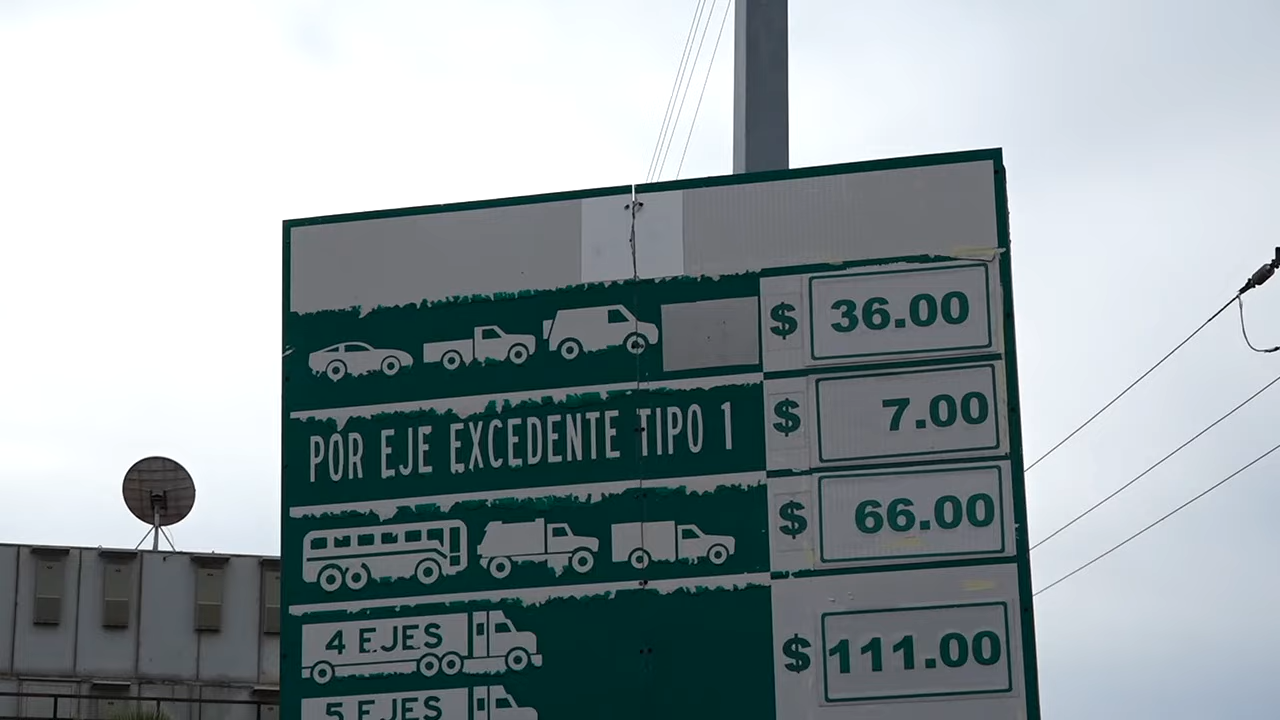 $ 36.00
POR EJE EXCEDENTE TIPO 1 $ 7.00
$ 66.00
4 EJES $ 111.00
5 EJES